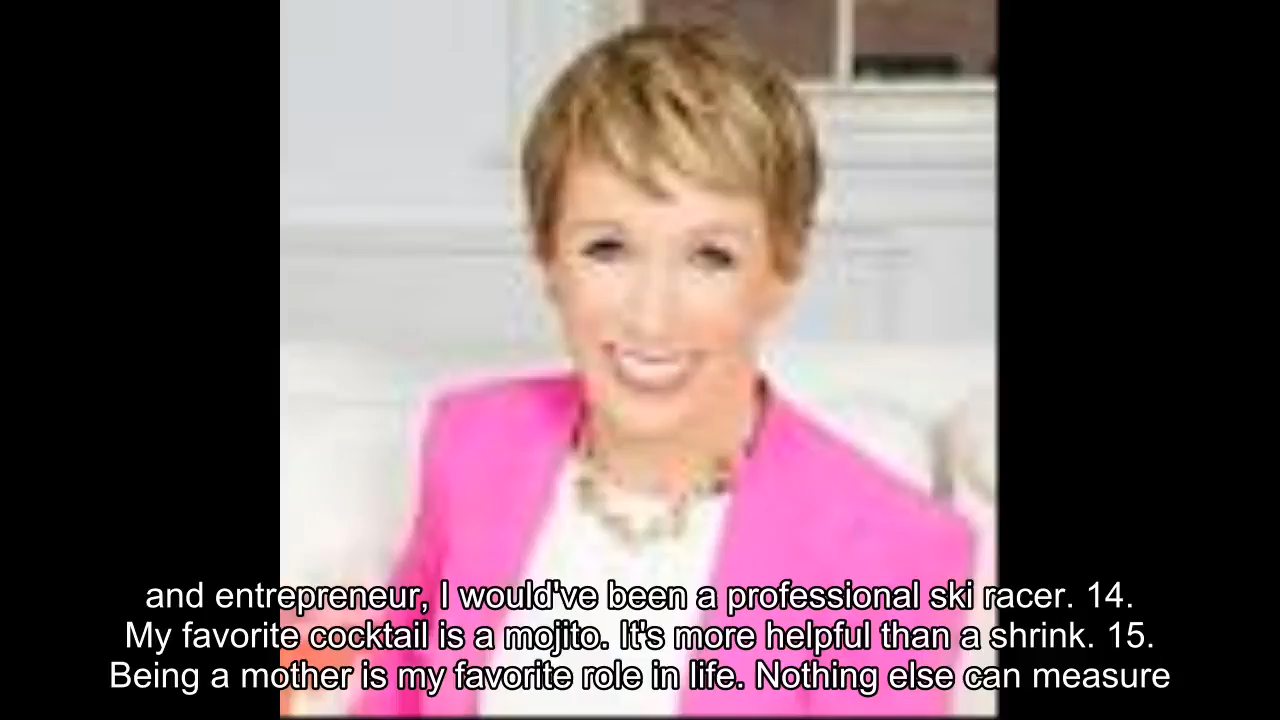 and entrepreneur, I would've been a professional ski racer. 14.
My favorite cocktail is a mojito. It's more helpful than a shrink. 15.
Being a mother is my favorite role in life. Nothing else can measure